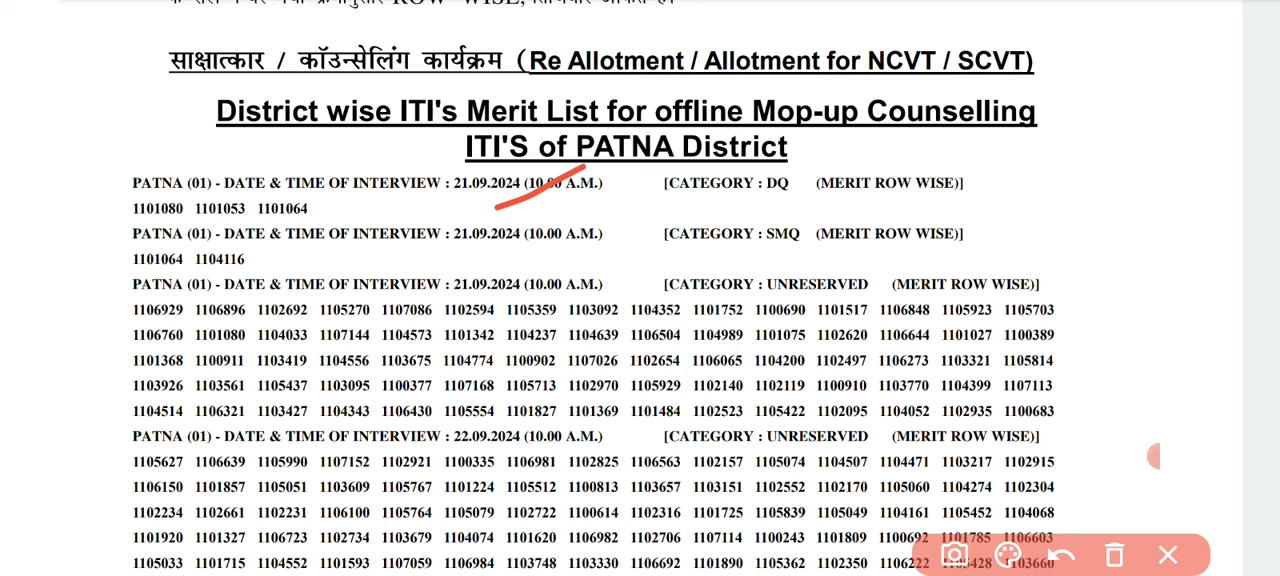 ROW WISE,
साक्षात्कार / कॉउन्सेलिंग कार्यक्रम (Re Allotment / Allotment for NCVT / SCVT)
District wise ITI's Merit List for offline Mop-up Counselling
ITI'S of PATNA District
PATNA (01) - DATE & TIME OF INTERVIEW : 21.09.2024 (10.00 A.M.) [CATEGORY : DQ (MERIT ROW WISE)]
1101080 1101053 1101064
PATNA (01) - DATE & TIME OF INTERVIEW : 21.09.2024 (10.00 A.M.) [CATEGORY : SMQ (MERIT ROW WISE)]
1101064 1104116
PATNA (01) - DATE & TIME OF INTERVIEW : 21.09.2024 (10.00 A.M.) [CATEGORY : UNRESERVED (MERIT ROW WISE)]
1106929 1106896 1102692 1105270 1107086 1102594 1105359 1103092 1104352 1101752 1100690 1101517 1106848 1105923 1105703
1106760 1101080 1104033 1107144 1104573 1101342 1104237 1104639 1106504 1104989 1101075 1102620 1106644 1101027 1100389
1101368 1100911 1103419 1104556 1103675 1104774 1100902 1107026 1102654 1106065 1104200 1102497 1106273 1103321 1105814
1103926 1103561 1105437 1103095 1100377 1107168 1105713 1102970 1105929 1102140 1102119 1100910 1103770 1104399 1107113
1104514 1106321 1103427 1104343 1106430 1105554 1101827 1101369 1101484 1102523 1105422 1102095 1104052 1102935 1100683
PATNA (01) - DATE & TIME OF INTERVIEW : 22.09.2024 (10.00 A.M.) [CATEGORY : UNRESERVED (MERIT ROW WISE)]
1105627 1106639 1105990 1107152 1102921 1100335 1106981 1102825 1106563 1102157 1105074 1104507 1104471 1103217 1102915
1106150 1101857 1105051 1103609 1105767 1101224 1105512 1100813 1103657 1103151 1102552 1102170 1105060 1104274 1102304
1102234 1102661 1102231 1106100 1105764 1105079 1102722 1100614 1102316 1101725 1105839 1105049 1104161 1105452 1104068
1101920 1101327 1106723 1102734 1103679 1104074 1101620 1106982 1102706 1107114 1100243 1101809 1100692 1101785 1106603
1105033 1101715 1104552 1101593 1107059 1106984 1103748 1103330 1106692 1101890 1105362 1102350 1106222 1103660